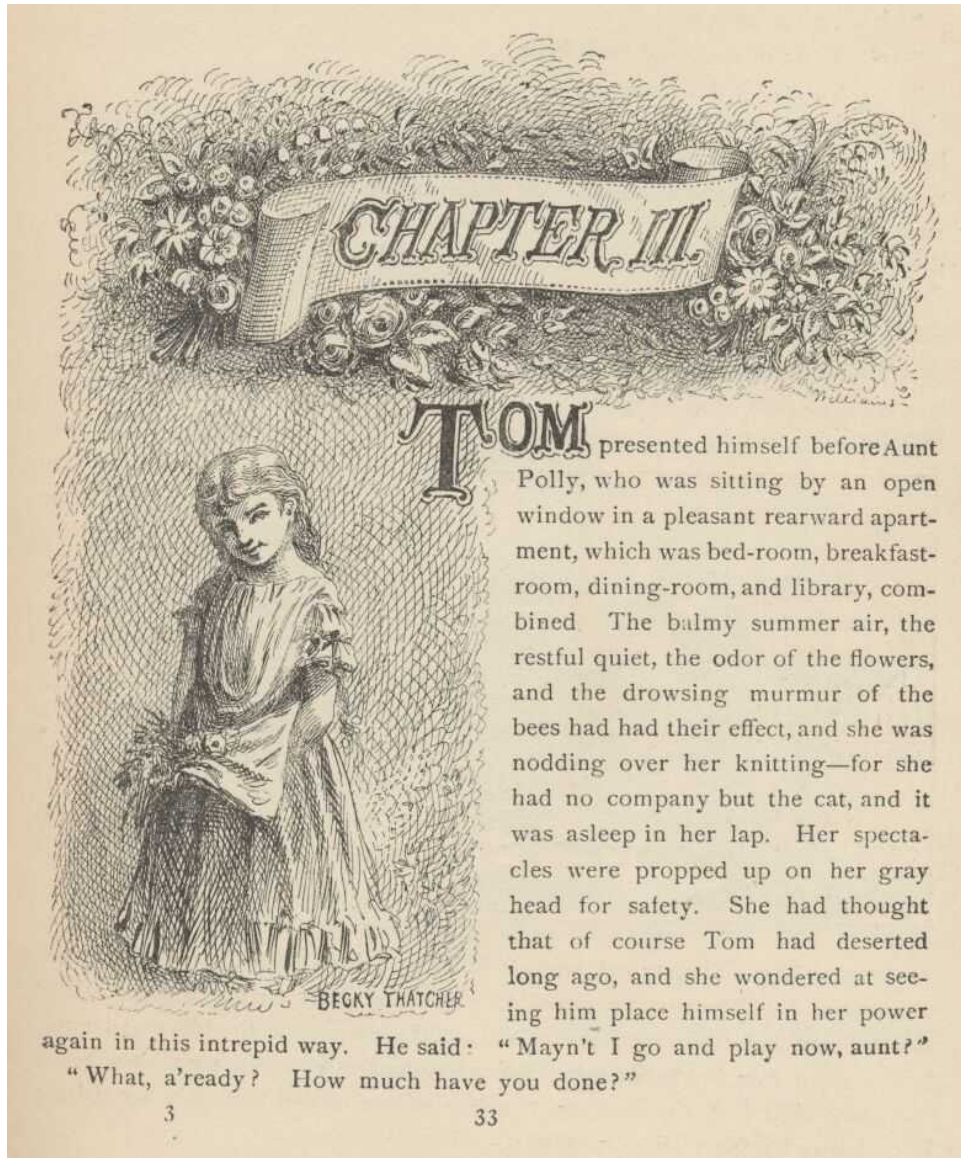 CHAPTER III.
Williams
TOM presented himself before Aunt
Polly, who was sitting by an open
window in a pleasant rearward apart-
ment, which was bed-room, breakfast-
room, dining-room, and library, com-
bined The balmy summer air, the
restful quiet, the odor of the flowers,
and the drowsing murmur of the
bees had had their effect, and she was
nodding over her knitting—for she
had no company but the cat, and it
was asleep in her lap. Her specta-
cles were propped up on her gray
head for safety. She had thought
that of course Tom had deserted
long ago, and she wondered at see-
BECKY THATCHER
ing him place himself in her power
again in this intrepid way. He said: “Mayn't I go and play now, aunt?”
“What, a'ready? How much have you done?”
3 33